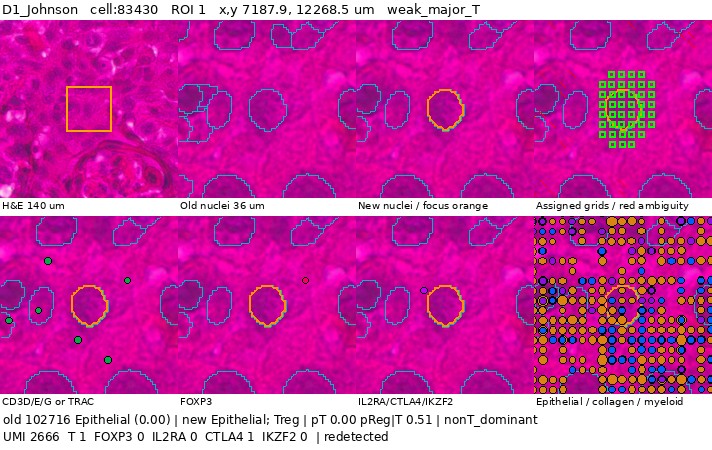 D1_Johnson cell:83430 ROI 1 x,y 7187.9, 12268.5 um weak_major_T
H&E 140 um
Old nuclei 36 um
New nuclei / focus orange
Assigned grids / red ambiguity
CD3D/E/G or TRAC
FOXP3
IL2RA/CTLA4/IKZF2
Epithelial / collagen / myeloid
old 102716 Epithelial (0.00) | new Epithelial; Treg | pT 0.00 pReg|T 0.51 | nonT_dominant
UMI 2666 T 1 FOXP3 0 IL2RA 0 CTLA4 1 IKZF2 0 | redetected